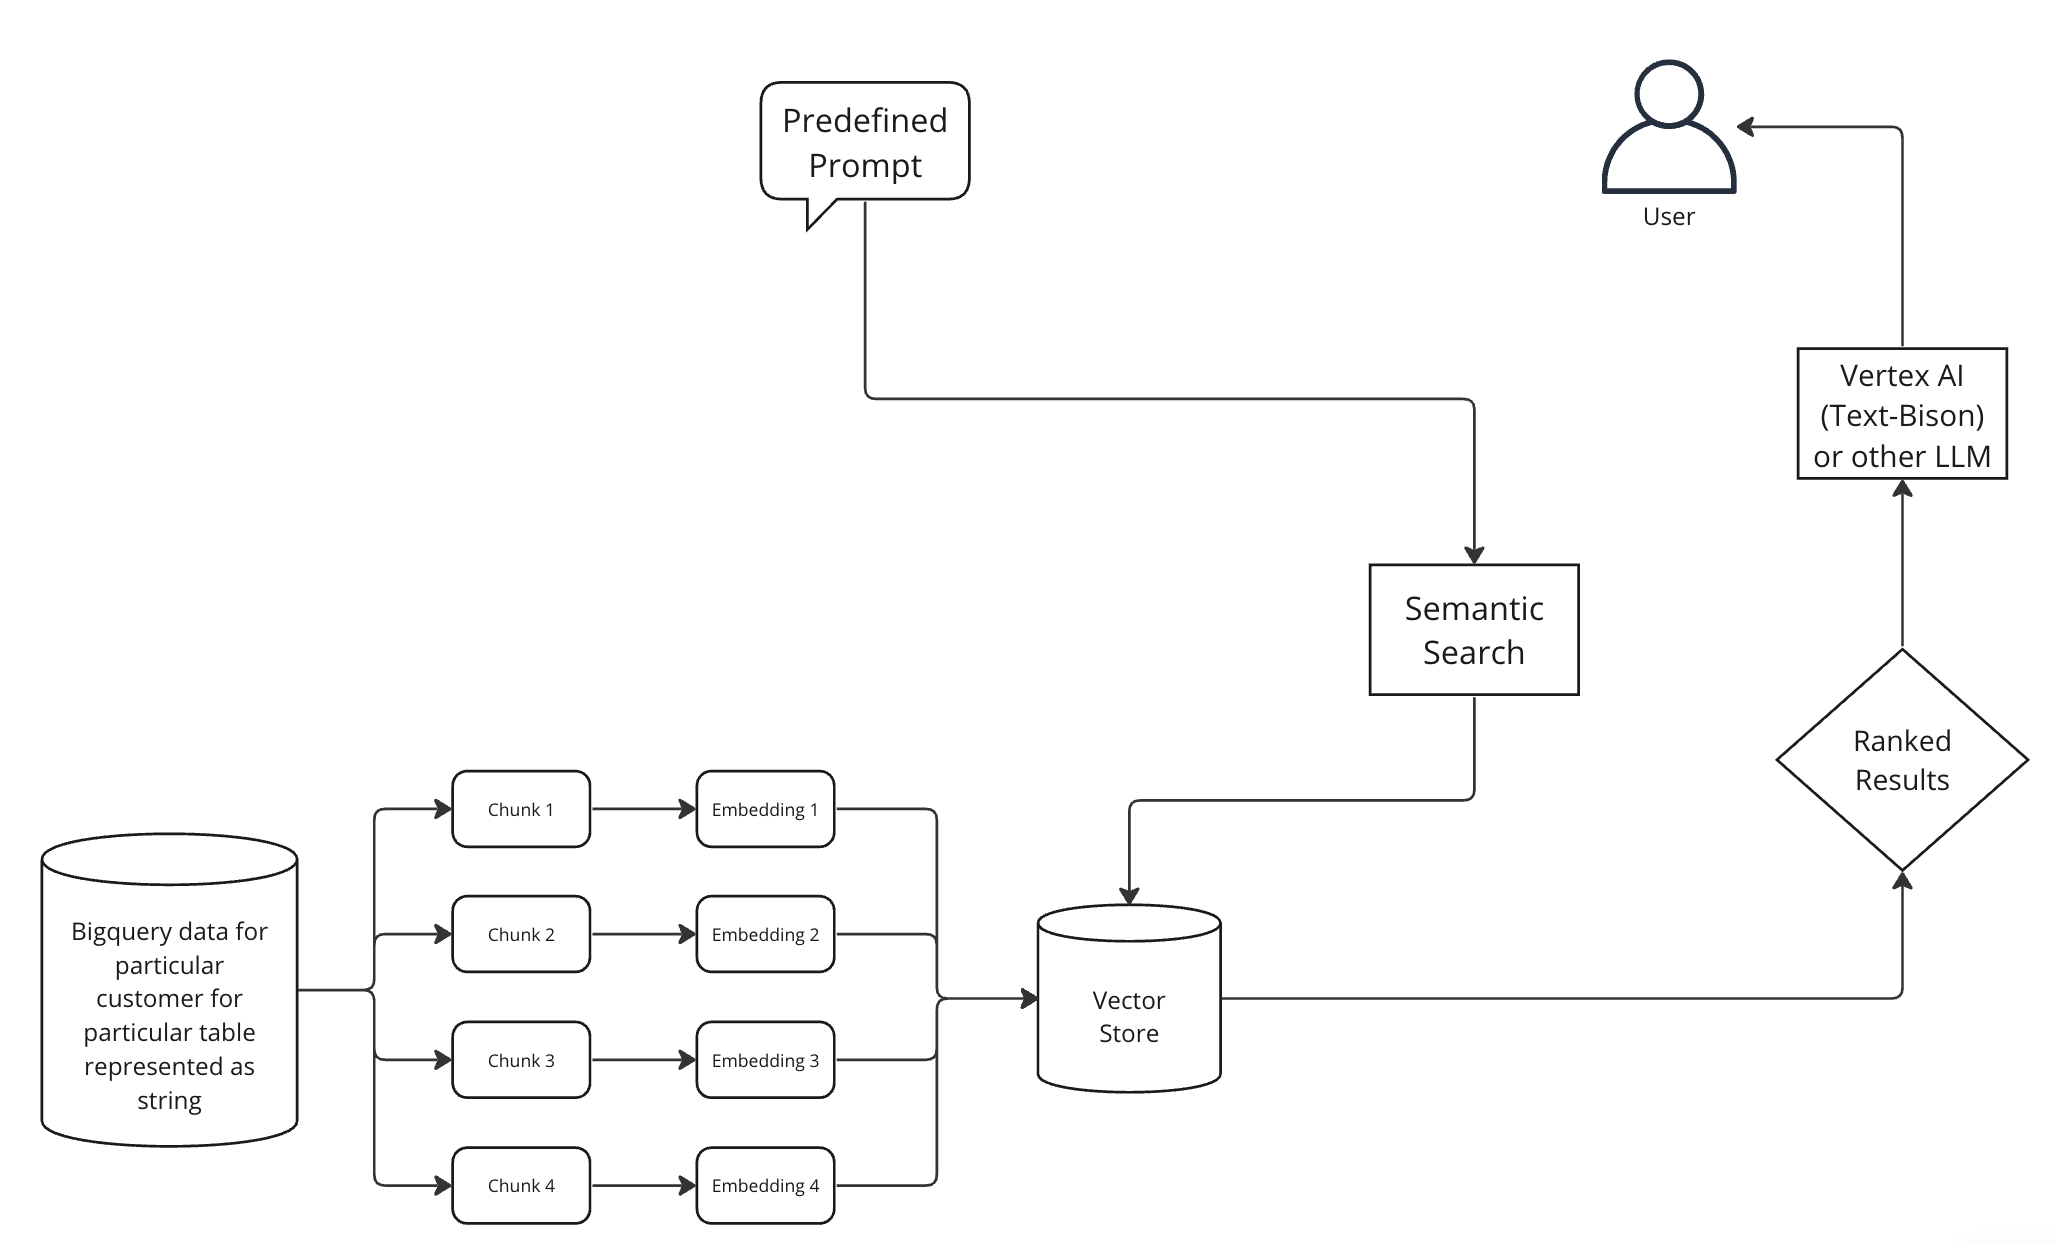 Predefined
Prompt
User
Vertex AI
(Text-Bison)
or other LLM
Semantic
Search
Ranked
Results
Chunk 1
Embedding 1
Chunk 2
Embedding 2
Bigquery data for
particular
customer for
particular table
represented as
string
Vector
Store
Chunk 3
Embedding 3
Chunk 4
Embedding 4